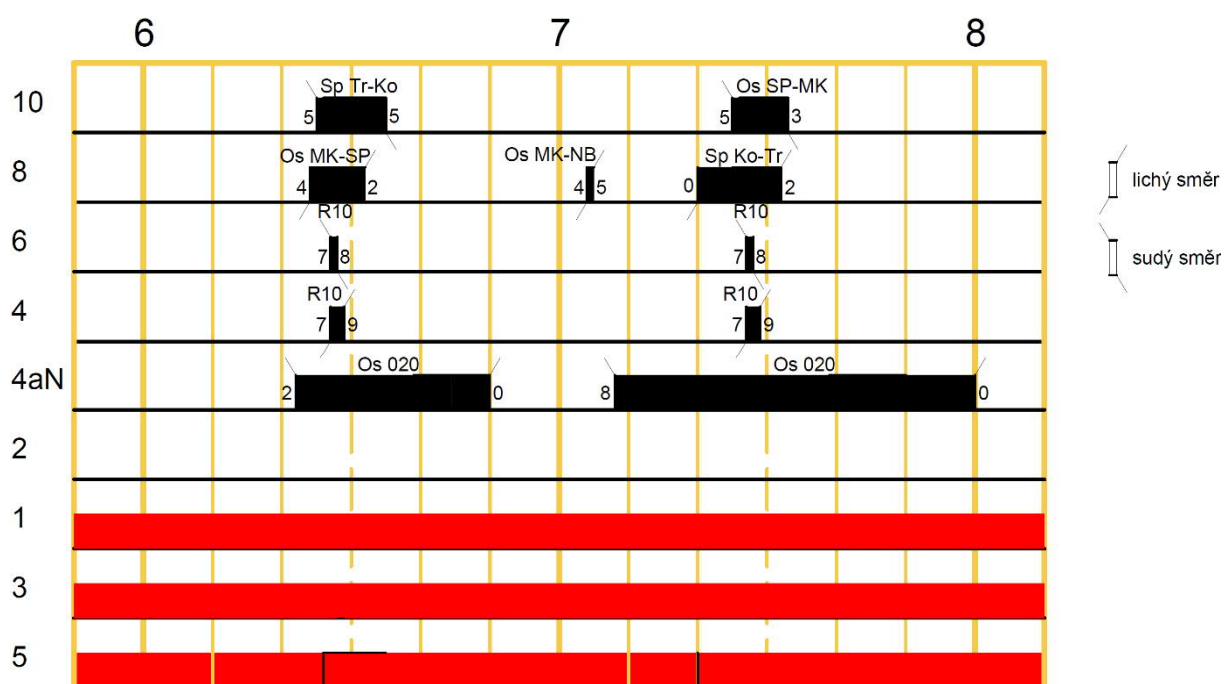 6 7 8
10 Sp Tr-Ko Os SP-MK
5 5 5 3
8 Os MK-SP Os MK-NB Sp Ko-Tr
4 2 4 5 0 2
lichý směr
6 R10 R10
7 8 7 8
sudý směr
4 R10 R10
7 9 7 9
4aN Os 020 Os 020
2 0 8 0
2
1
3
5